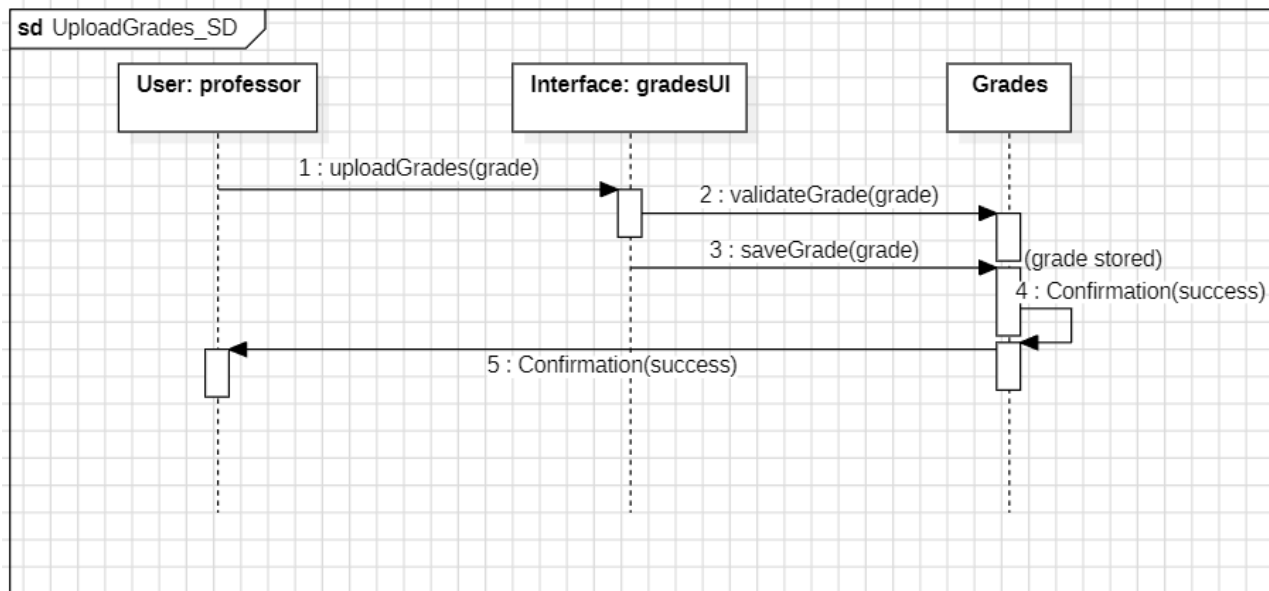 sd UploadGrades_SD
User: professor
Interface: gradesUI
Grades
1 : uploadGrades(grade)
2 : validateGrade(grade)
3 : saveGrade(grade)
(grade stored)
4 : Confirmation(success)
5 : Confirmation(success)